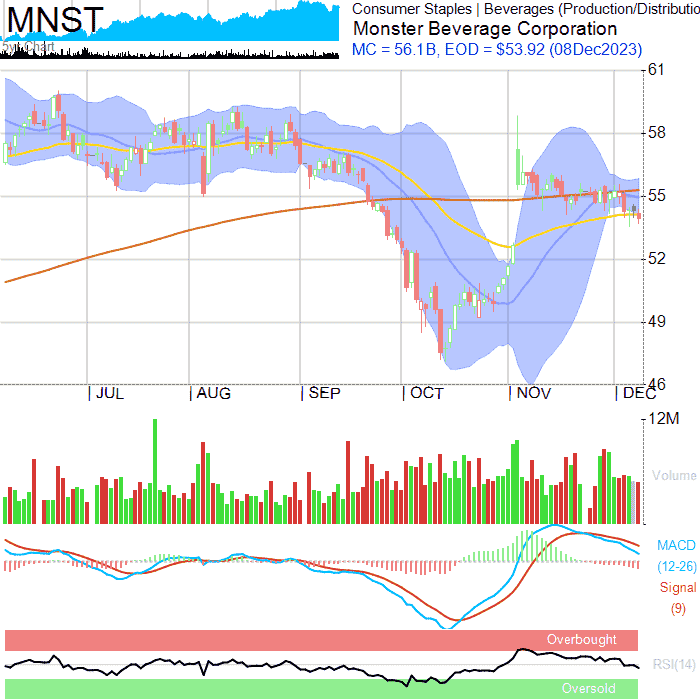 MNST
5yr Chart
Consumer Staples | Beverages (Production/Distributio
Monster Beverage Corporation
MC = 56.1B, EOD = $53.92 (08Dec2023)
61
58
55
52
49
46
JUL AUG SEP OCT NOV DEC
12M
Volume
MACD
(12-26)
Signal
(9)
Overbought
RSI(14)
Oversold